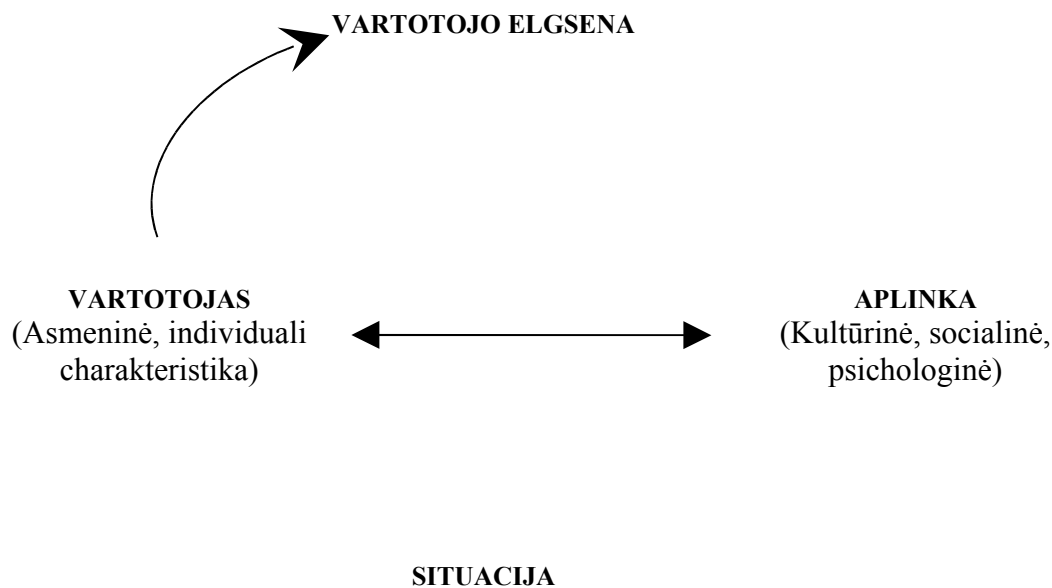 VARTOTOJO ELGSENA
VARTOTOJAS
(Asmeninė, individuali
charakteristika)
APLINKA
(Kultūrinė, socialinė,
psichologinė)
SITUACIJA